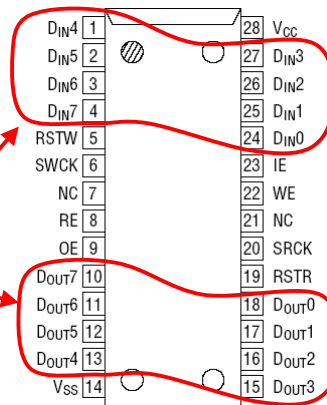 DIN4 1 28 VCC
DIN5 2 27 DIN3
DIN6 3 26 DIN2
DIN7 4 25 DIN1
RSTW 5 24 DIN0
SWCK 6 23 IE
NC 7 22 WE
RE 8 21 NC
OE 9 20 SRCK
DOUT7 10 19 RSTR
DOUT6 11 18 DOUT0
DOUT5 12 17 DOUT1
DOUT4 13 16 DOUT2
VSS 14 15 DOUT3